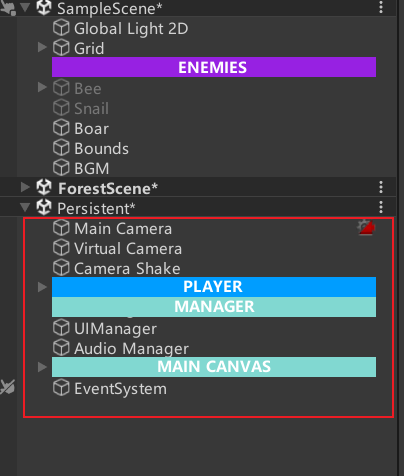 SampleScene*
Global Light 2D
Grid
ENEMIES
Bee
Snail
Boar
Bounds
BGM
ForestScene*
Persistent*
Main Camera
Virtual Camera
Camera Shake
PLAYER
MANAGER
UIManager
Audio Manager
MAIN CANVAS
EventSystem